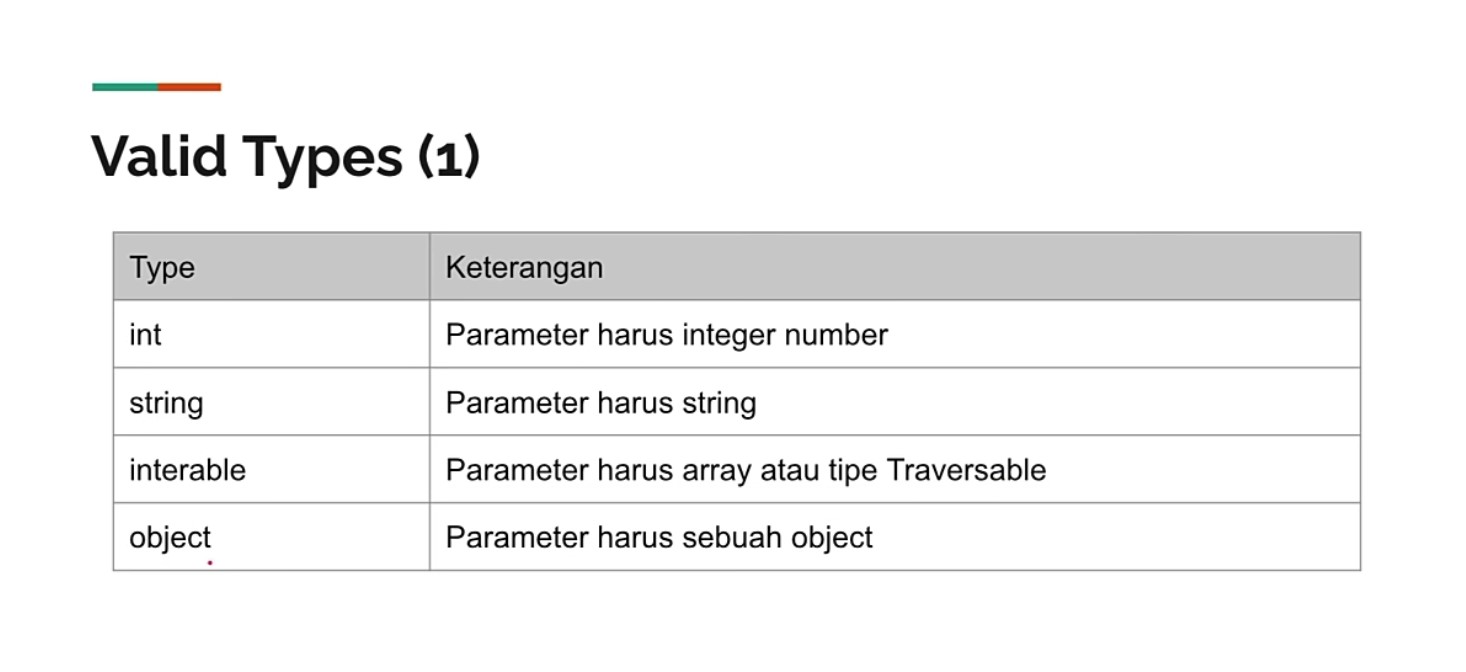 Valid Types (1)
Type Keterangan
int Parameter harus integer number
string Parameter harus string
interable Parameter harus array atau tipe Traversable
object Parameter harus sebuah object